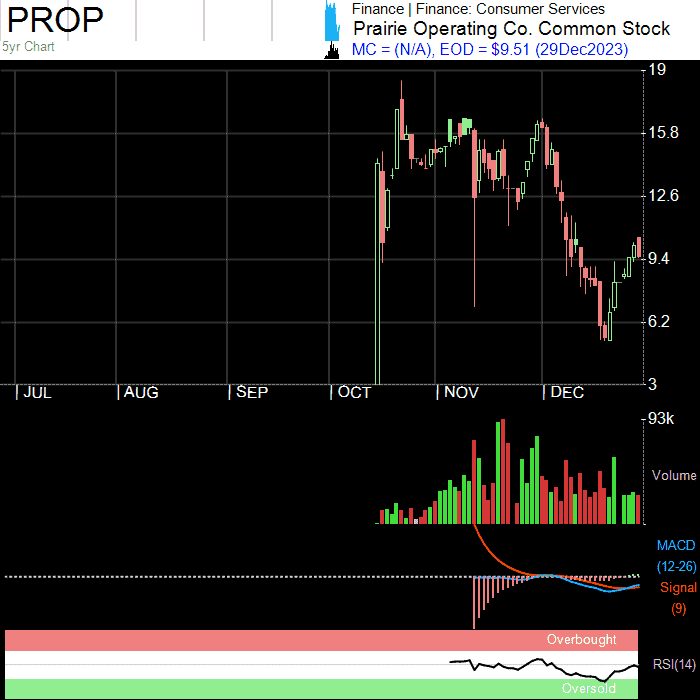 PROP
5yr Chart
Finance | Finance: Consumer Services
Prairie Operating Co. Common Stock
MC = (N/A), EOD = $9.51 (29Dec2023)
19
15.8
12.6
9.4
6.2
3
JUL AUG SEP OCT NOV DEC
93k
Volume
MACD
(12-26)
Signal
(9)
Overbought
RSI(14)
Oversold